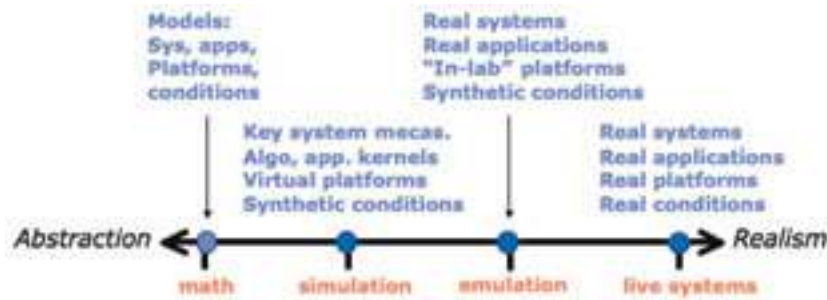 Models:
Sys, apps,
Platforms,
conditions
Real systems
Real applications
"In-lab" platforms
Synthetic conditions
Key system mecas.
Algo, app. kernels
Virtual platforms
Synthetic conditions
Real systems
Real applications
Real platforms
Real conditions
Abstraction
Realism
math
simulation
emulation
live systems